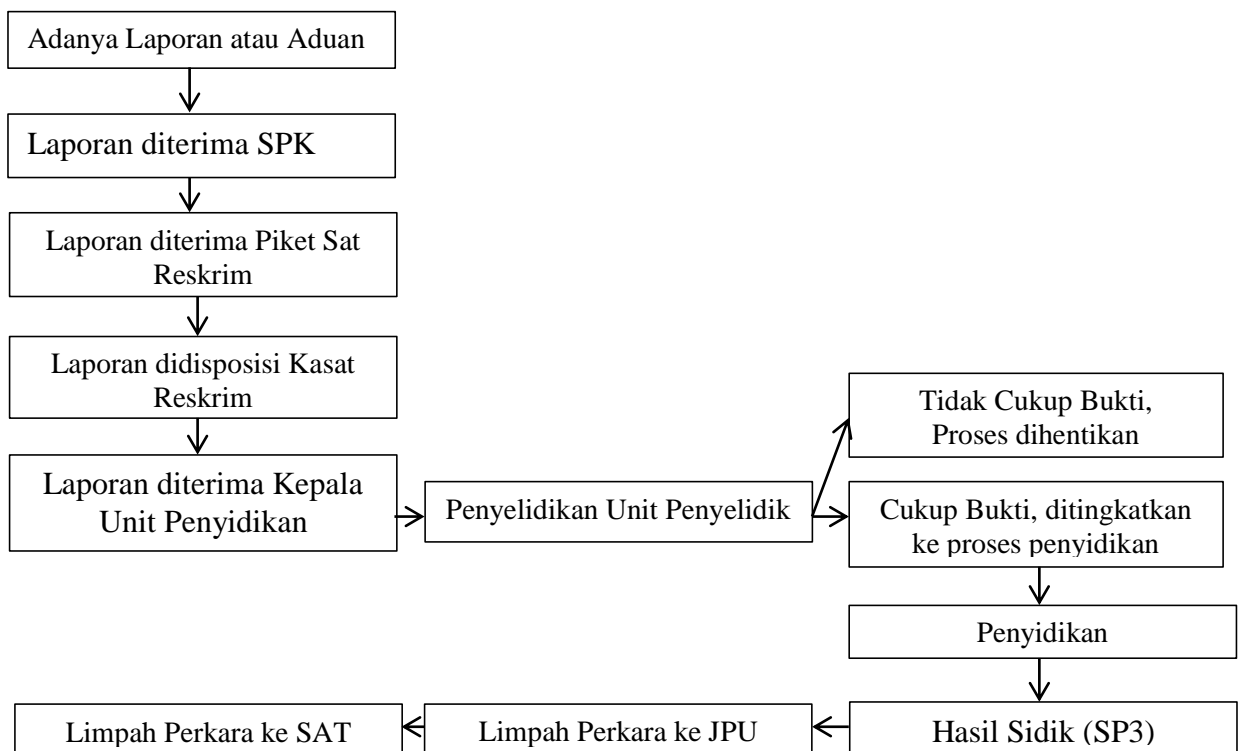 Adanya Laporan atau Aduan
Laporan diterima SPK
Laporan diterima Piket Sat
Reskrim
Laporan didisposisi Kasat
Reskrim
Laporan diterima Kepala
Unit Penyidikan
Penyelidikan Unit Penyelidik
Tidak Cukup Bukti,
Proses dihentikan
Cukup Bukti, ditingkatkan
ke proses penyidikan
Penyidikan
Hasil Sidik (SP3)
Limpah Perkara ke JPU
Limpah Perkara ke SAT